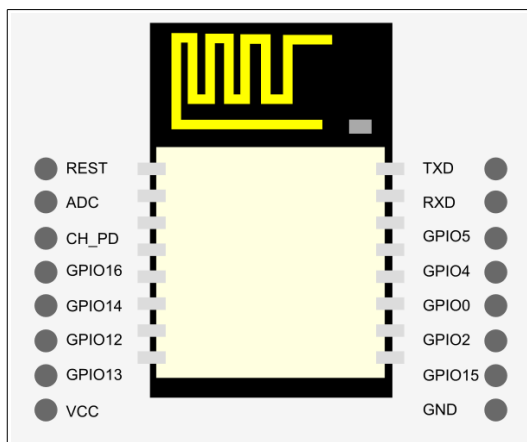 REST
ADC
CH_PD
GPIO16
GPIO14
GPIO12
GPIO13
VCC
TXD
RXD
GPIO5
GPIO4
GPIO0
GPIO2
GPIO15
GND